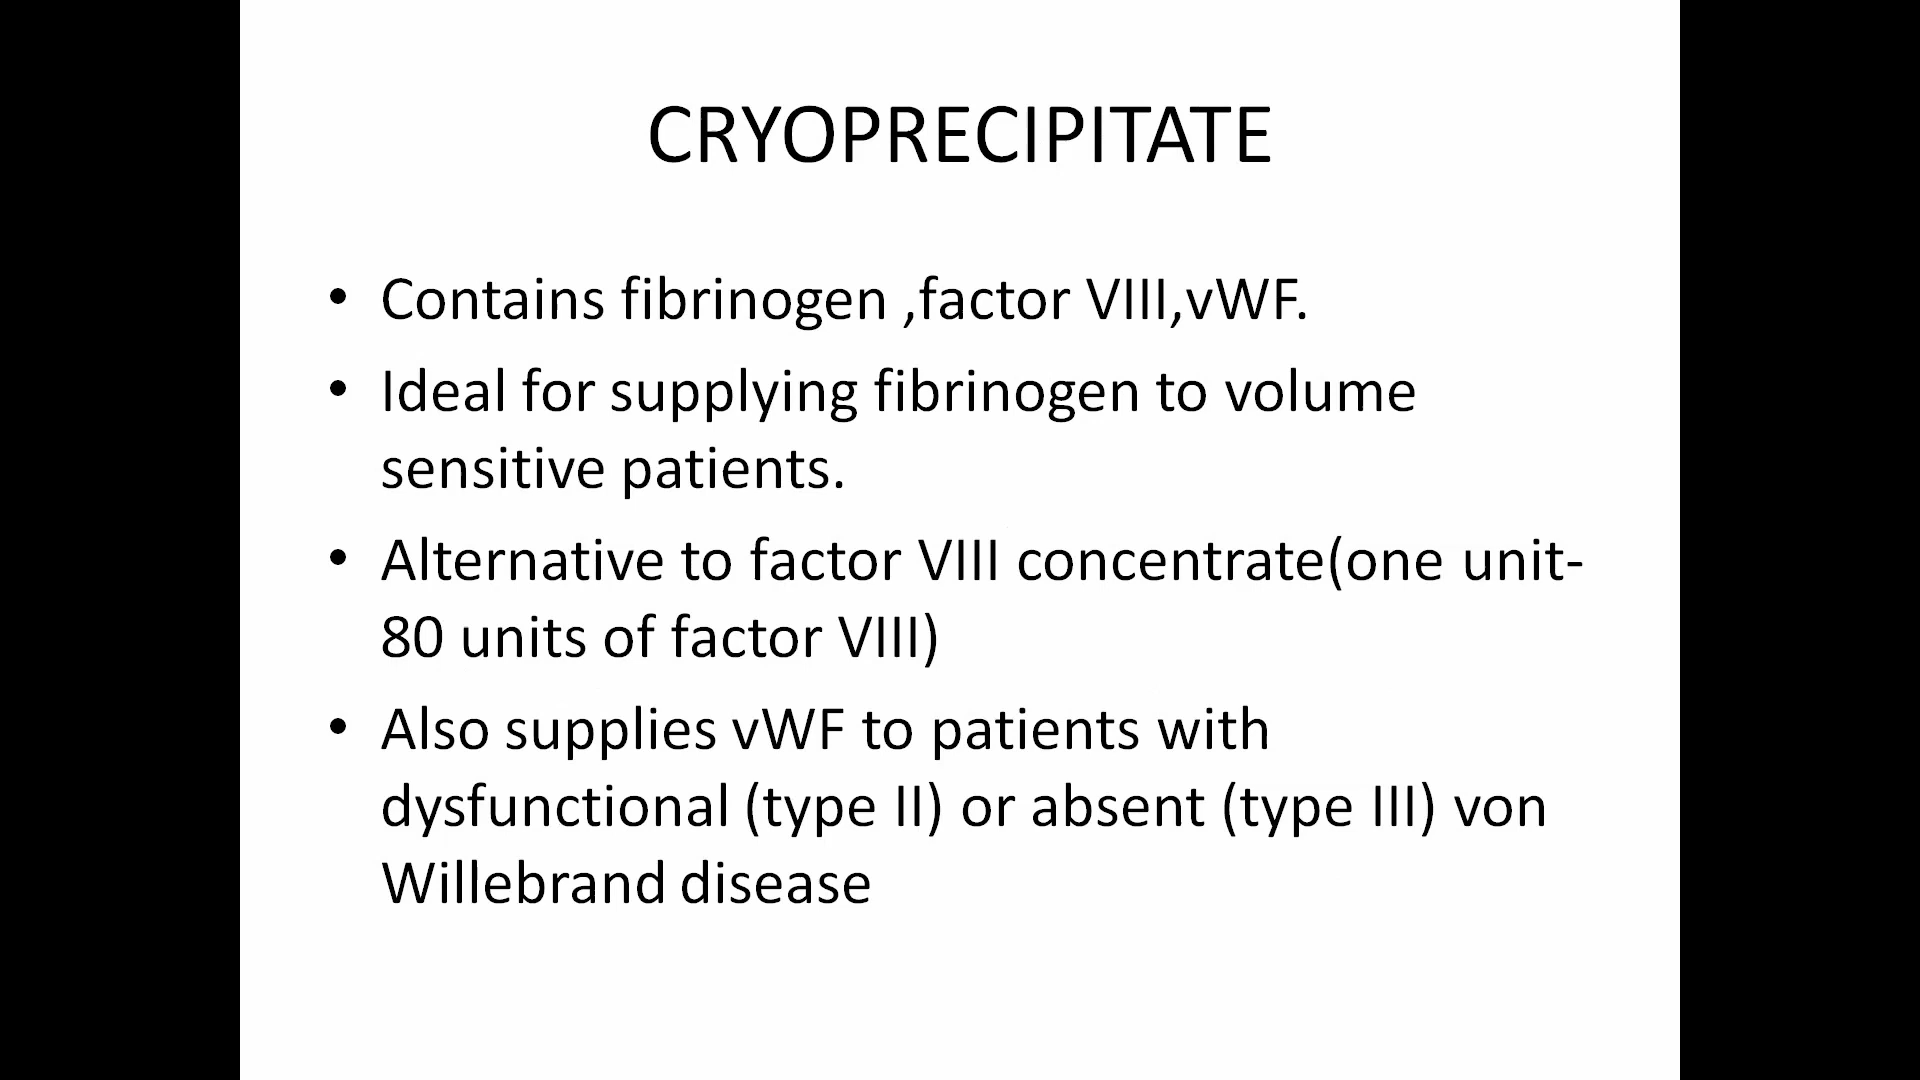 CRYOPRECIPITATE
• Contains fibrinogen ,factor VIII,vWF.
• Ideal for supplying fibrinogen to volume
sensitive patients.
• Alternative to factor VIII concentrate(one unit-
80 units of factor VIII)
• Also supplies vWF to patients with
dysfunctional (type II) or absent (type III) von
Willebrand disease